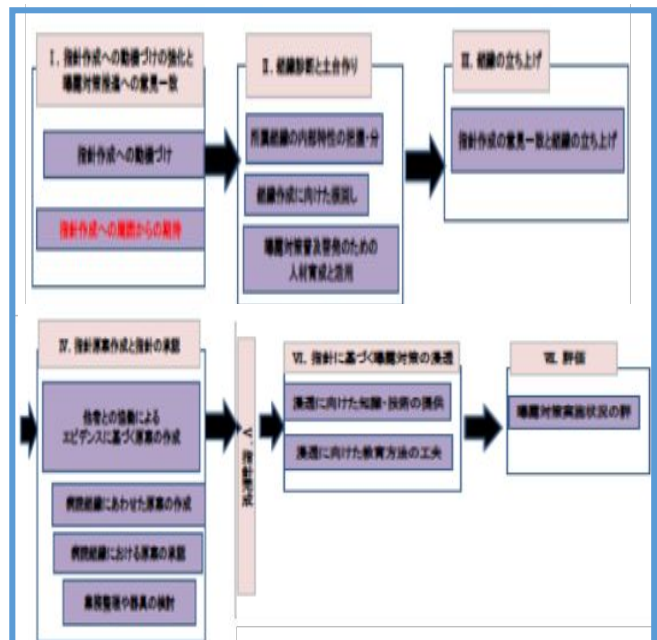 Ⅰ. 指針作成への動機づけの強化と
曝露対策推進への意見一致
指針作成への動機づけ
指針作成への周囲からの期待
Ⅱ. 組織診断と土台作り
所属組織の内部特性の把握・分
組織作成に向けた根回し
曝露対策普及啓発のための
人材育成と活用
Ⅲ. 組織の立ち上げ
指針作成の意見一致と組織の立ち上げ
Ⅳ. 指針原案作成と指針の承認
他者との協働による
エビデンスに基づく原案の作成
病院組織にあわせた原案の作成
病院組織における原案の承認
業務整理や器具の検討
Ⅴ. 指針完成
Ⅵ. 指針に基づく曝露対策の浸透
浸透に向けた知識・技術の提供
浸透に向けた教育方法の工夫
Ⅶ. 評価
曝露対策実施状況の評